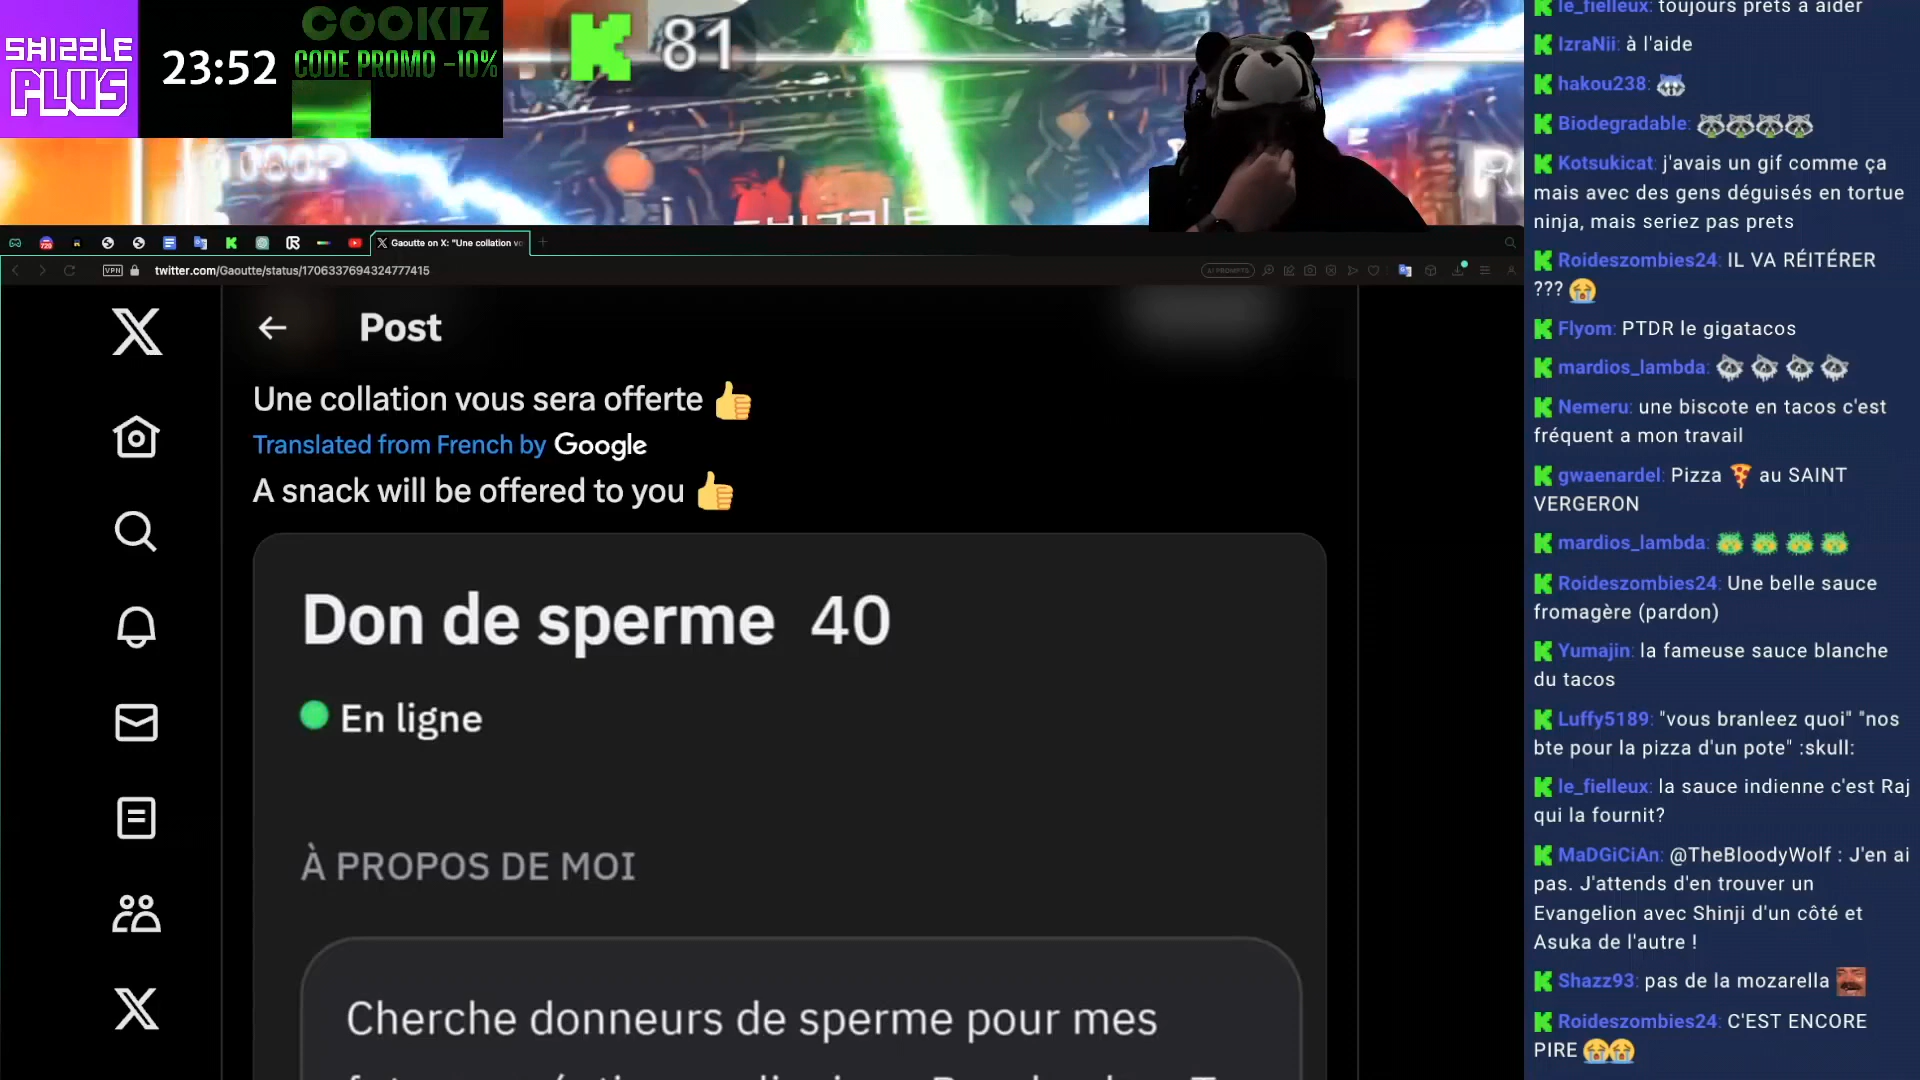 SHIZZLE
PLUS
23:52
COOKIZ
CODE PROMO -10%
81
Gaoutte on X: "Une collation vo
VPN
twitter.com/Gaoutte/status/1706337694324777415
AI PROMPTS
Post
Une collation vous sera offerte 👍
Translated from French by Google
A snack will be offered to you 👍
Don de sperme 40
En ligne
À PROPOS DE MOI
Cherche donneurs de sperme pour mes
le_fielleux: toujours prets a aider
IzraNii: à l'aide
hakou238:
Biodegradable:
Kotsukicat: j'avais un gif comme ça
mais avec des gens déguisés en tortue
ninja, mais seriez pas prets
Roideszombies24: IL VA RÉITÉRER
??? 😭
Flyom: PTDR le gigatacos
mardios_lambda:
Nemeru: une biscote en tacos c'est
fréquent a mon travail
gwaenardel: Pizza 🍕 au SAINT
VERGERON
mardios_lambda:
Roideszombies24: Une belle sauce
fromagère (pardon)
Yumajin: la fameuse sauce blanche
du tacos
Luffy5189: "vous branleez quoi" "nos
bte pour la pizza d'un pote" :skull:
le_fielleux: la sauce indienne c'est Raj
qui la fournit?
MaDGiCiAn: @TheBloodyWolf : J'en ai
pas. J'attends d'en trouver un
Evangelion avec Shinji d'un côté et
Asuka de l'autre !
Shazz93: pas de la mozarella
Roideszombies24: C'EST ENCORE
PIRE 😭😭